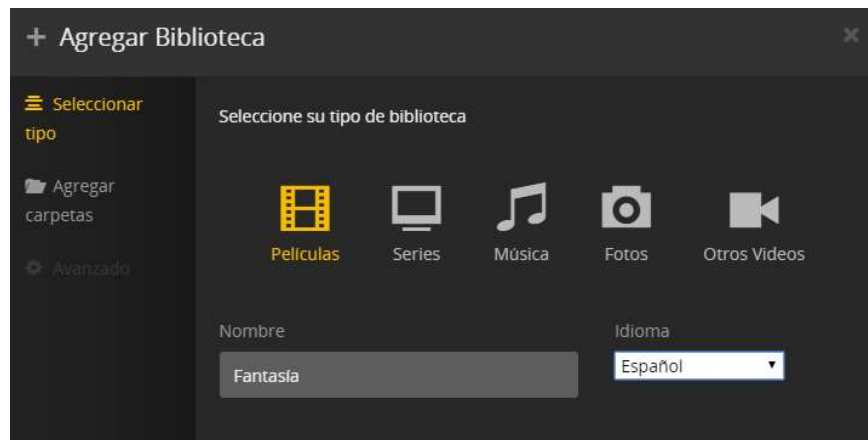 Agregar Biblioteca
Seleccionar
tipo
Agregar
carpetas
Avanzado
Seleccione su tipo de biblioteca
Películas
Series
Música
Fotos
Otros Videos
Nombre
Fantasía
Idioma
Español